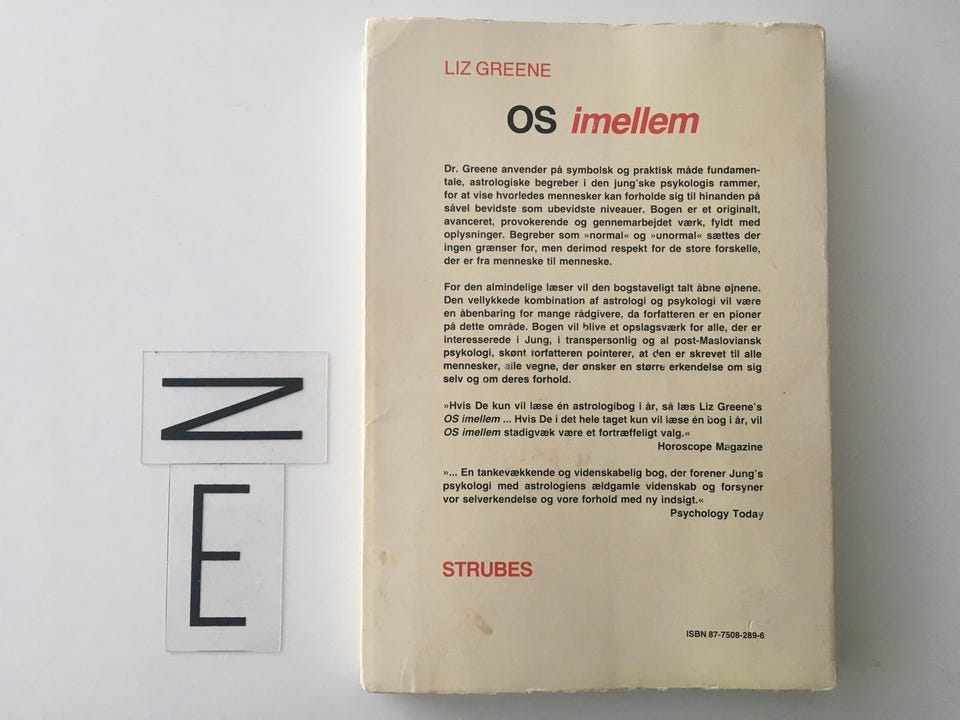 LIZ GREENE
OS imellem
Dr. Greene anvender på symbolsk og praktisk måde fundamen-
tale, astrologiske begreber i den jung'ske psykologis rammer,
for at vise hvorledes mennesker kan forholde sig til hinanden på
såvel bevidste som ubevidste niveauer. Bogen er et originalt,
avanceret, provokerende og gennemarbejdet værk, fyldt med
oplysninger. Begreber som »normal« og »unormal« sættes der
ingen grænser for, men derimod respekt for de store forskelle,
der er fra menneske til menneske.
For den almindelige læser vil den bogstaveligt talt åbne øjnene.
Den vellykkede kombination af astrologi og psykologi vil være
en åbenbaring for mange rådgivere, da forfatteren er en pioner
på dette område. Bogen vil blive et opslagsværk for alle, der er
interesserede i Jung, i transpersonlig og al post-Masloviansk
psykologi, skønt forfatteren pointerer, at den er skrevet til alle
mennesker, alle vegne, der ønsker en større erkendelse om sig
selv og om deres forhold.
»Hvis De kun vil læse én astrologibog i år, så læs Liz Greene's
OS imellem ... Hvis De i det hele taget kun vil læse én bog i år, vil
OS imellem stadigvæk være et fortræffeligt valg.«
Horoscope Magazine
»... En tankevækkende og videnskabelig bog, der forener Jung's
psykologi med astrologiens ældgamle videnskab og forsyner
vor selverkendelse og vore forhold med ny indsigt.«
Psychology Today
STRUBES
ISBN 87-7508-289-6
Z
E